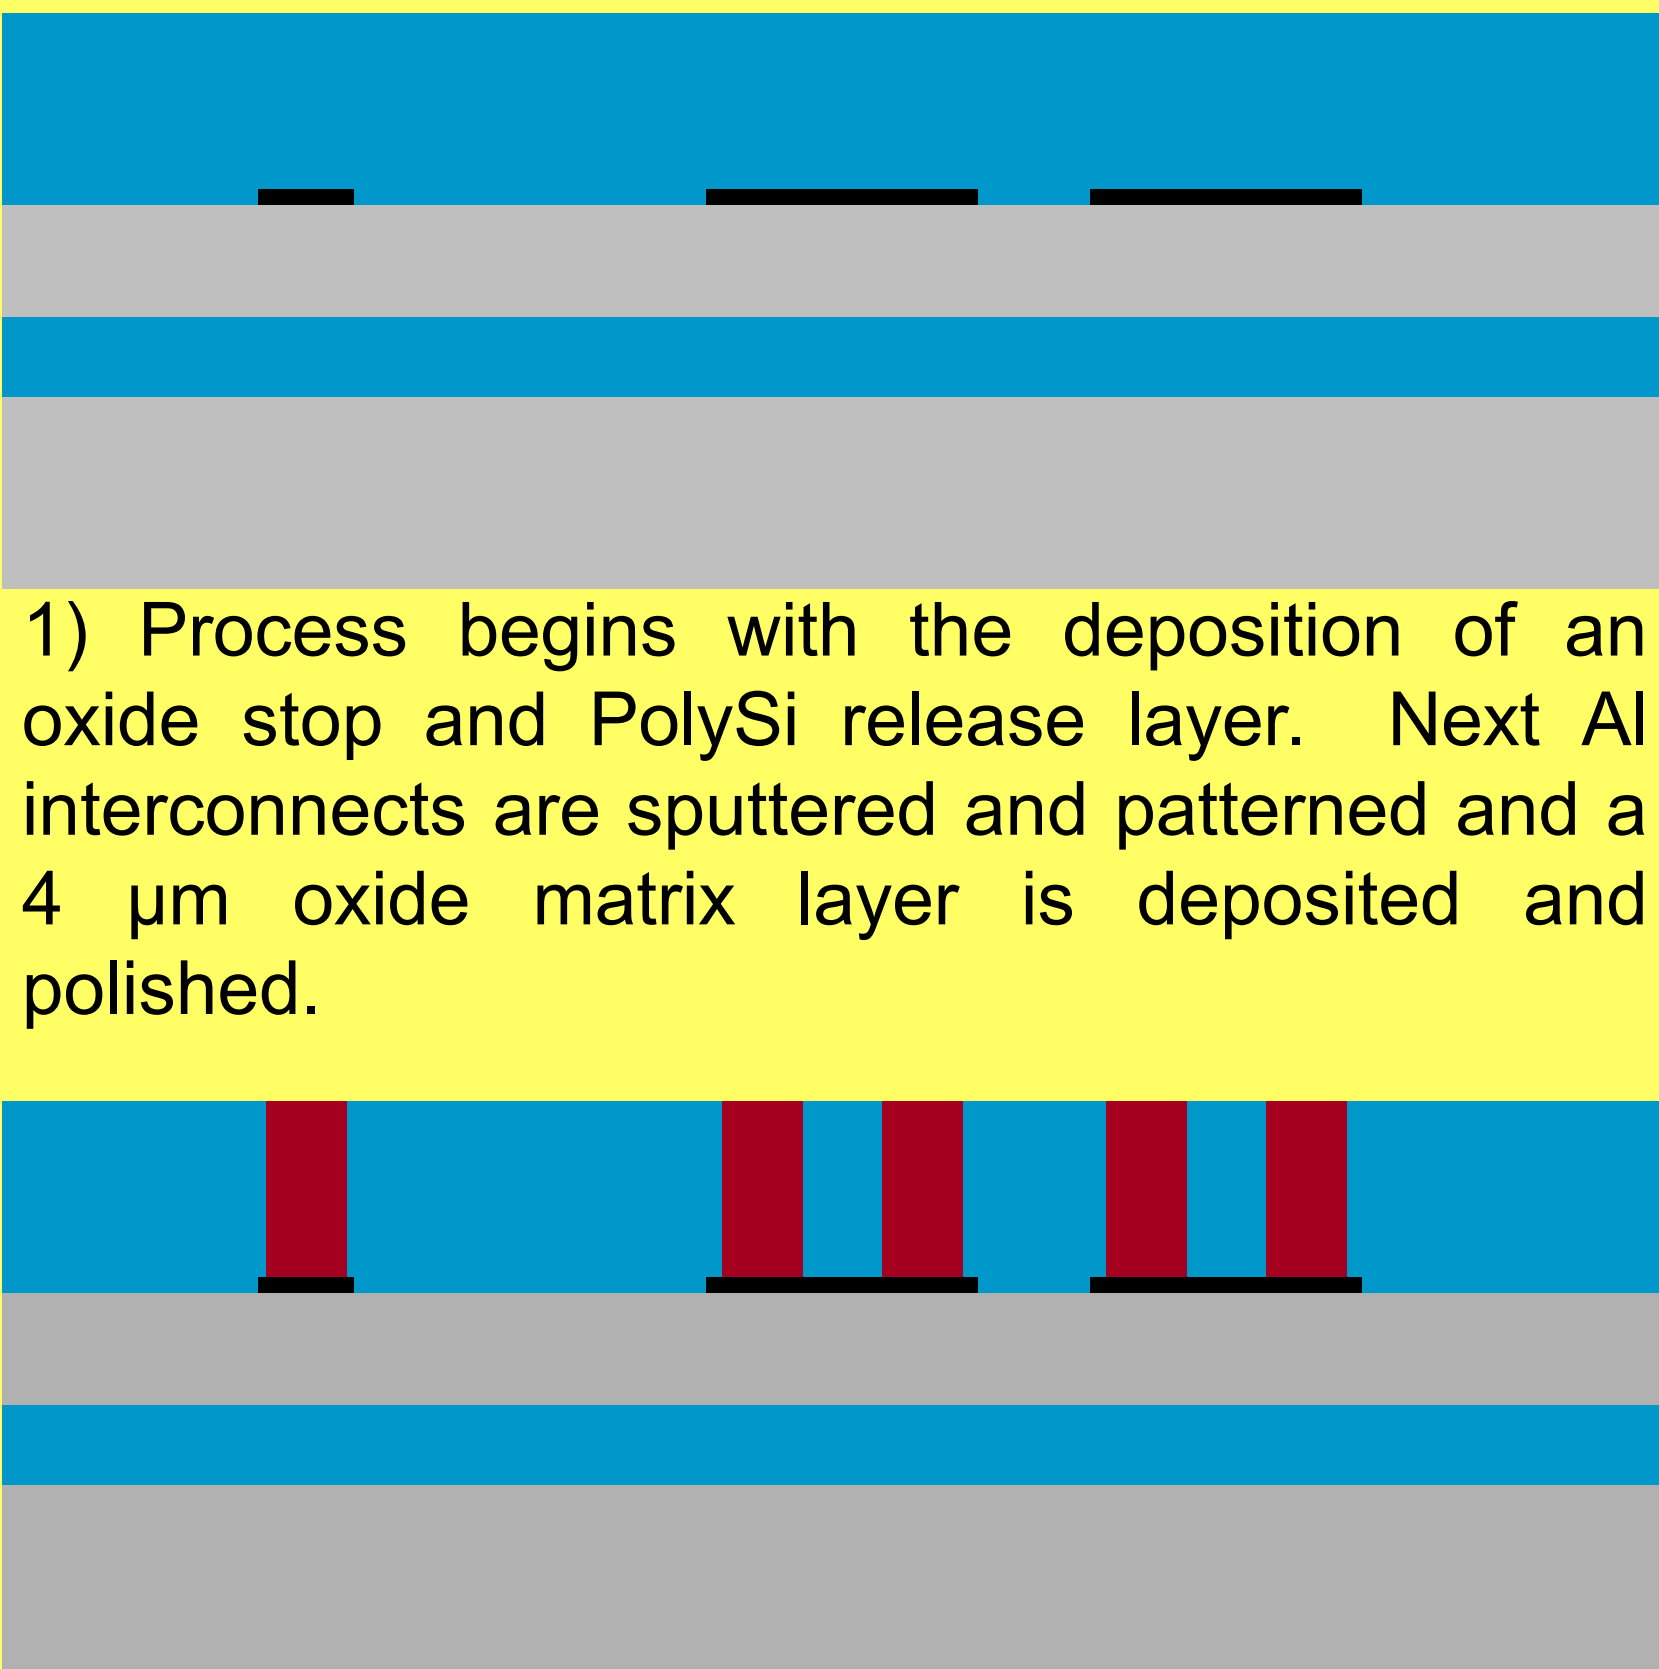 1) Process begins with the deposition of an
oxide stop and PolySi release layer. Next Al
interconnects are sputtered and patterned and a
4 µm oxide matrix layer is deposited and
polished.